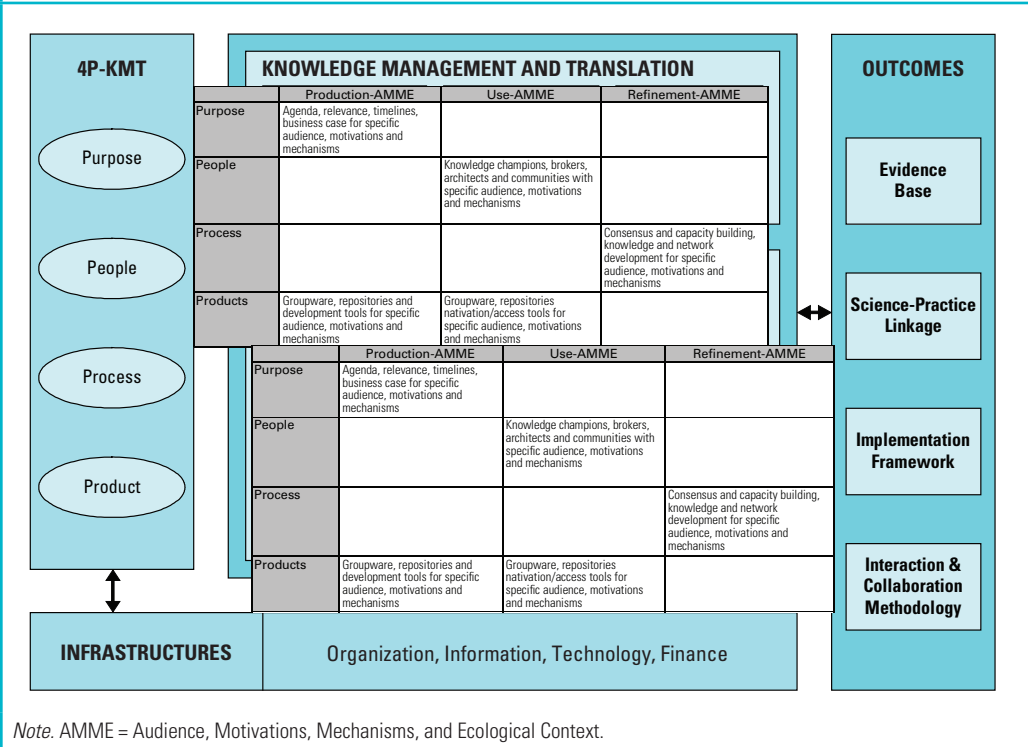 4P-KMT
Purpose
People
Process
Product
KNOWLEDGE MANAGEMENT AND TRANSLATION
Production-AMME Use-AMME Refinement-AMME
Purpose
Agenda, relevance, timelines,
business case for specific
audience, motivations and
mechanisms
People
Knowledge champions, brokers,
architects and communities with
specific audience, motivations
and mechanisms
Process
Consensus and capacity building,
knowledge and network
development for specific
audience, motivations and
mechanisms
Products
Groupware, repositories and
development tools for specific
audience, motivations and
mechanisms
Groupware, repositories
nativation/access tools for
specific audience, motivations
and mechanisms
Production-AMME Use-AMME Refinement-AMME
Purpose
Agenda, relevance, timelines,
business case for specific
audience, motivations and
mechanisms
People
Knowledge champions, brokers,
architects and communities with
specific audience, motivations
and mechanisms
Process
Consensus and capacity building,
knowledge and network
development for specific
audience, motivations and
mechanisms
Products
Groupware, repositories and
development tools for specific
audience, motivations and
mechanisms
Groupware, repositories
nativation/access tools for
specific audience, motivations
and mechanisms
OUTCOMES
Evidence
Base
Science-Practice
Linkage
Implementation
Framework
Interaction &
Collaboration
Methodology
INFRASTRUCTURES
Organization, Information, Technology, Finance
Note. AMME = Audience, Motivations, Mechanisms, and Ecological Context.